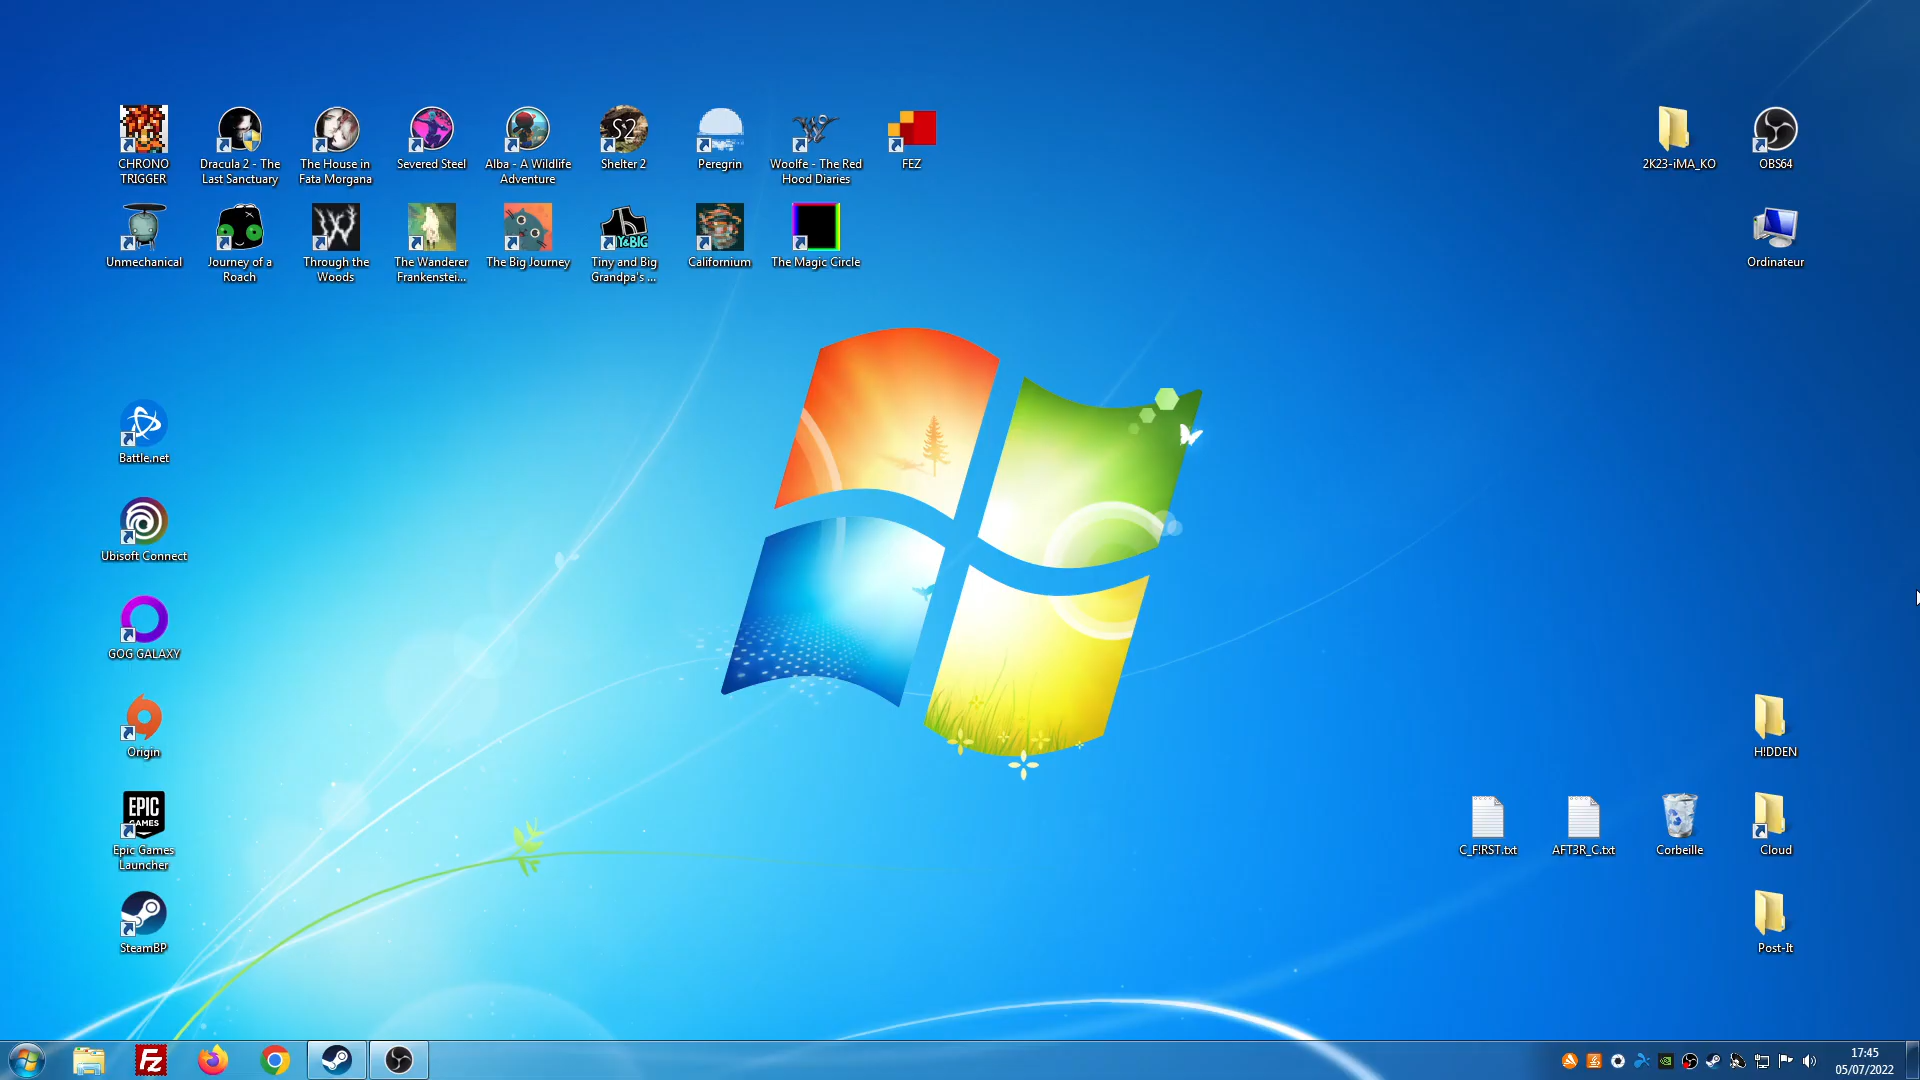 CHRONO
TRIGGER
Dracula 2 - The
Last Sanctuary
The House in
Fata Morgana
Severed Steel
Alba - A Wildlife
Adventure
S2
Shelter 2
Peregrin
Woolfe - The Red
Hood Diaries
FEZ
2K23-iMA_KO
OBS64
Unmechanical
Journey of a
Roach
Through the
Woods
The Wanderer
Frankenstei...
The Big Journey
Y&BIG
Tiny and Big
Grandpa's ...
Californium
The Magic Circle
Ordinateur
Battle.net
Ubisoft Connect
GOG GALAXY
Origin
H!DDEN
EPIC
GAMES
Epic Games
Launcher
C_F!RST.txt
AFT3R_C.txt
Corbeille
Cloud
SteamBP
Post-It
FZ
17:45
05/07/2022